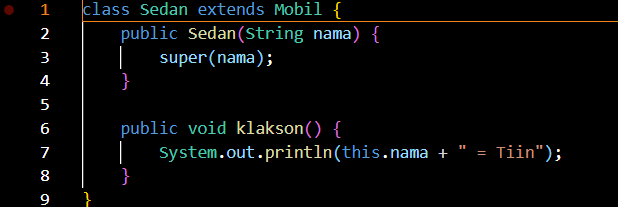 1 class Sedan extends Mobil {
2     public Sedan(String nama) {
3         super(nama);
4     }
5
6     public void klakson() {
7         System.out.println(this.nama + " = Tiin");
8     }
9 }